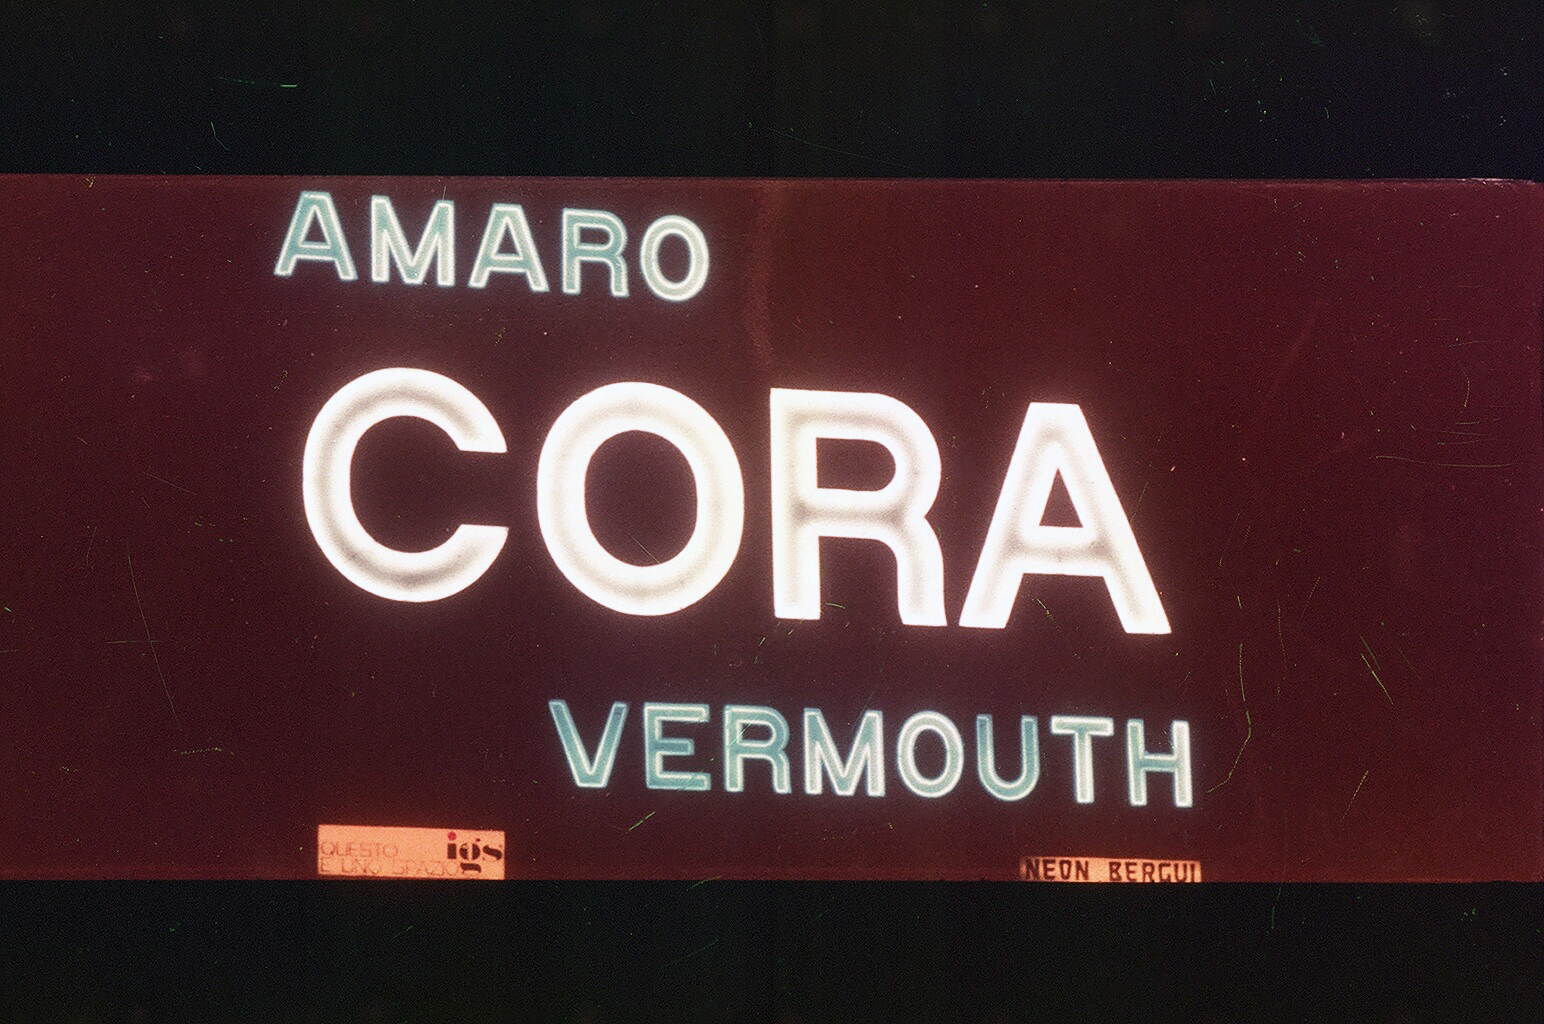 AMARO
CORA
VERMOUTH
QUESTO
E UNO SPAZIO
igs
NEON BERGUI